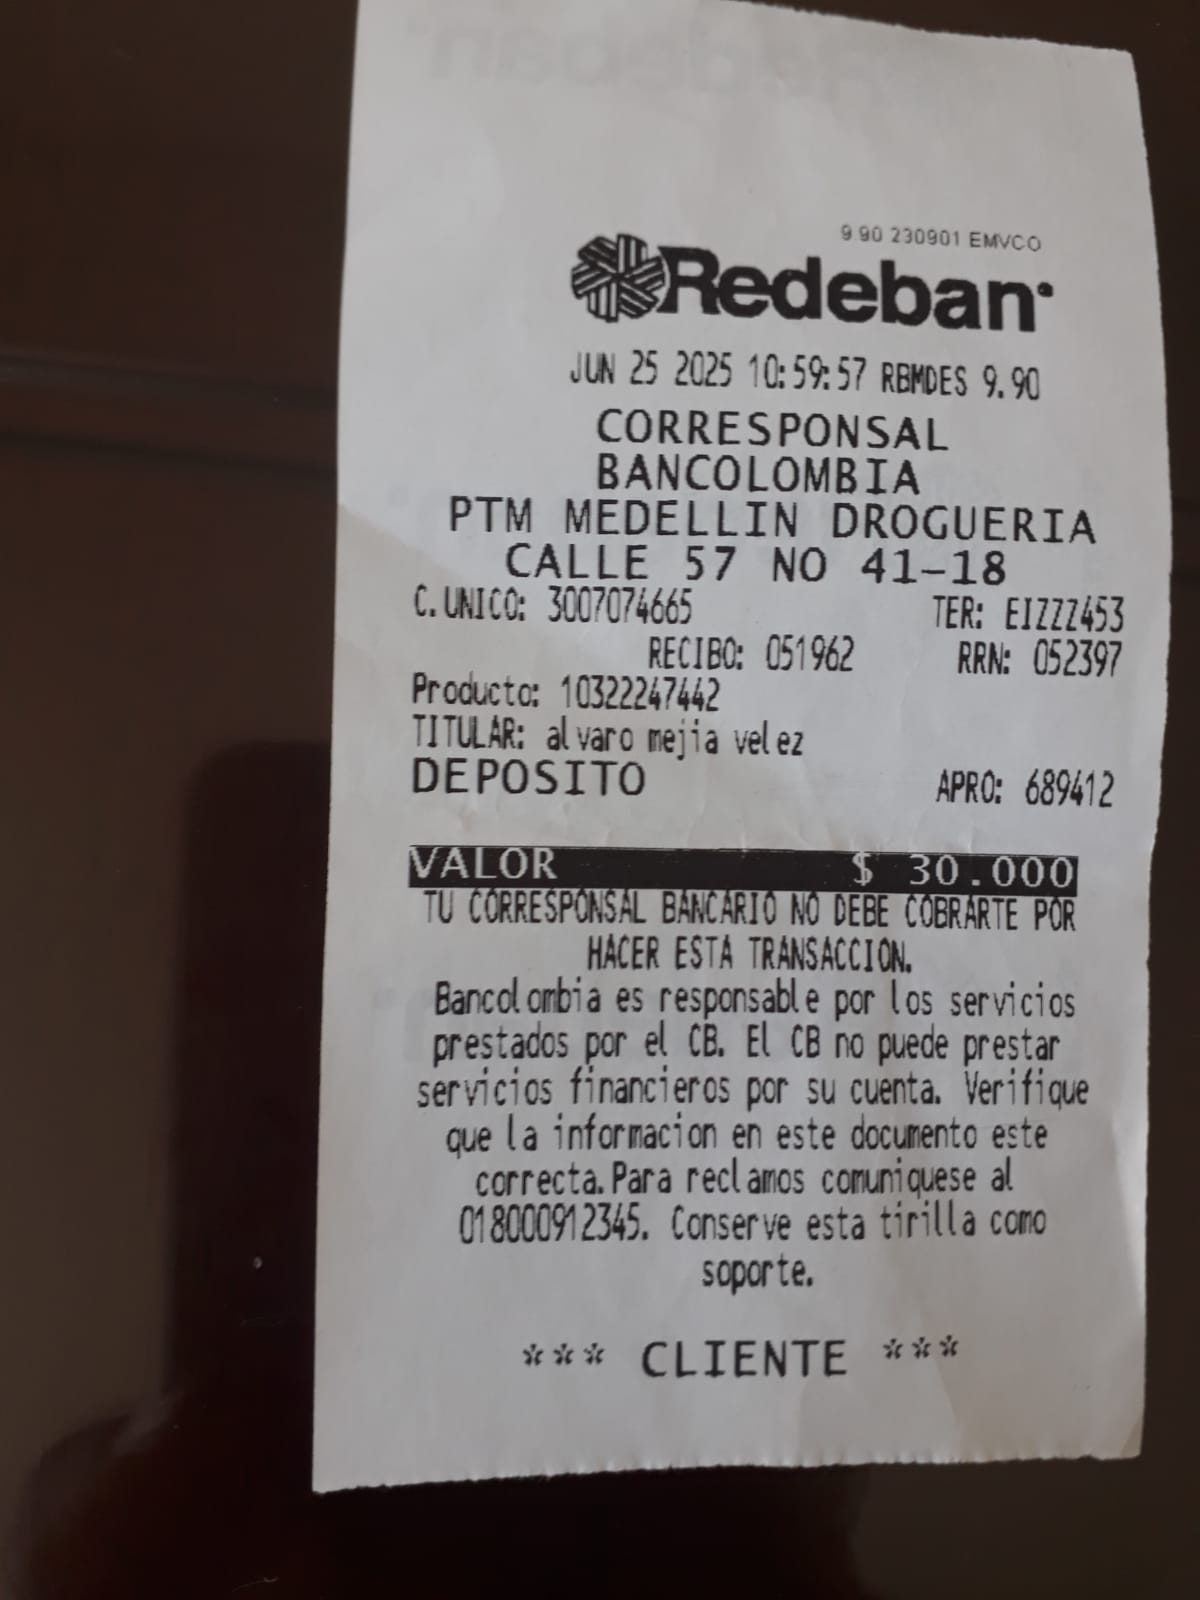 9 90 230901 EMVCO
Redeban
JUN 25 2025 10:59:57 RBMDES 9.90
CORRESPONSAL
BANCOLOMBIA
PTM MEDELLIN DROGUERIA
CALLE 57 NO 41-18
C.UNICO: 3007074665 TER: EIZZZ453
RECIBO: 051962 RRN: 052397
Producto: 10322247442
TITULAR: alvaro mejia velez
DEPOSITO APRO: 689412
VALOR $ 30.000
TU CORRESPONSAL BANCARIO NO DEBE COBRARTE POR
HACER ESTA TRANSACCION.
Bancolombia es responsable por los servicios
prestados por el CB. El CB no puede prestar
servicios financieros por su cuenta. Verifique
que la informacion en este documento este
correcta.Para reclamos comuniquese al
018000912345. Conserve esta tirilla como
soporte.
*** CLIENTE ***